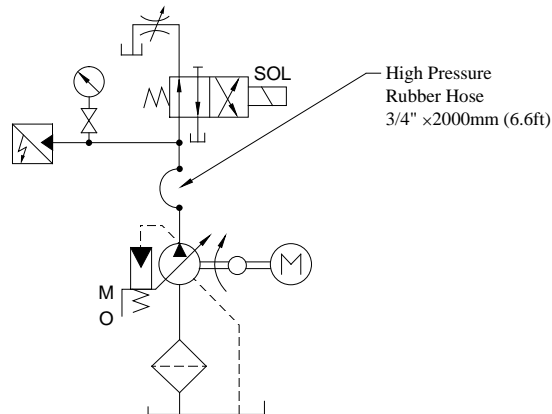 SOL
High Pressure
Rubber Hose
3/4" ×2000mm (6.6ft)
M
O
M